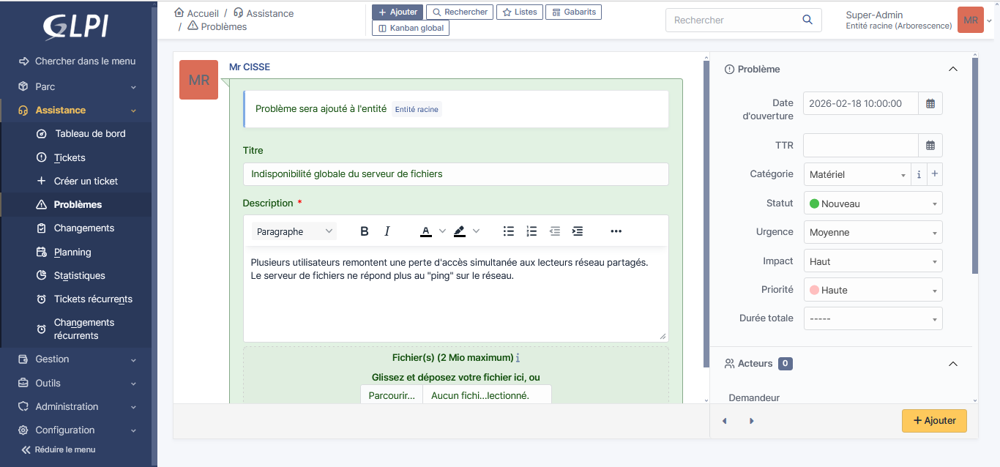 GLPI
Chercher dans le menu
Parc
Assistance
Tableau de bord
Tickets
Créer un ticket
Problèmes
Changements
Planning
Statistiques
Tickets récurrents
Changements
récurrents
Gestion
Outils
Administration
Configuration
Réduire le menu
Accueil / Assistance
/ Problèmes
+ Ajouter
Rechercher
Listes
Gabarits
Kanban global
Rechercher
Super-Admin
Entité racine (Arborescence)
MR
MR
Mr CISSE
Problème sera ajouté à l'entité Entité racine
Titre
Indisponibilité globale du serveur de fichiers
Description *
Paragraphe B I A
Plusieurs utilisateurs remontent une perte d'accès simultanée aux lecteurs réseau partagés.
Le serveur de fichiers ne répond plus au "ping" sur le réseau.
Fichier(s) (2 Mio maximum) i
Glissez et déposez votre fichier ici, ou
Parcourir... Aucun fichi...lectionné.
Problème
Date
d'ouverture
2026-02-18 10:00:00
TTR
Catégorie Matériel i +
Statut Nouveau
Urgence Moyenne
Impact Haut
Priorité Haute
Durée totale -----
Acteurs 0
Demandeur
+ Ajouter